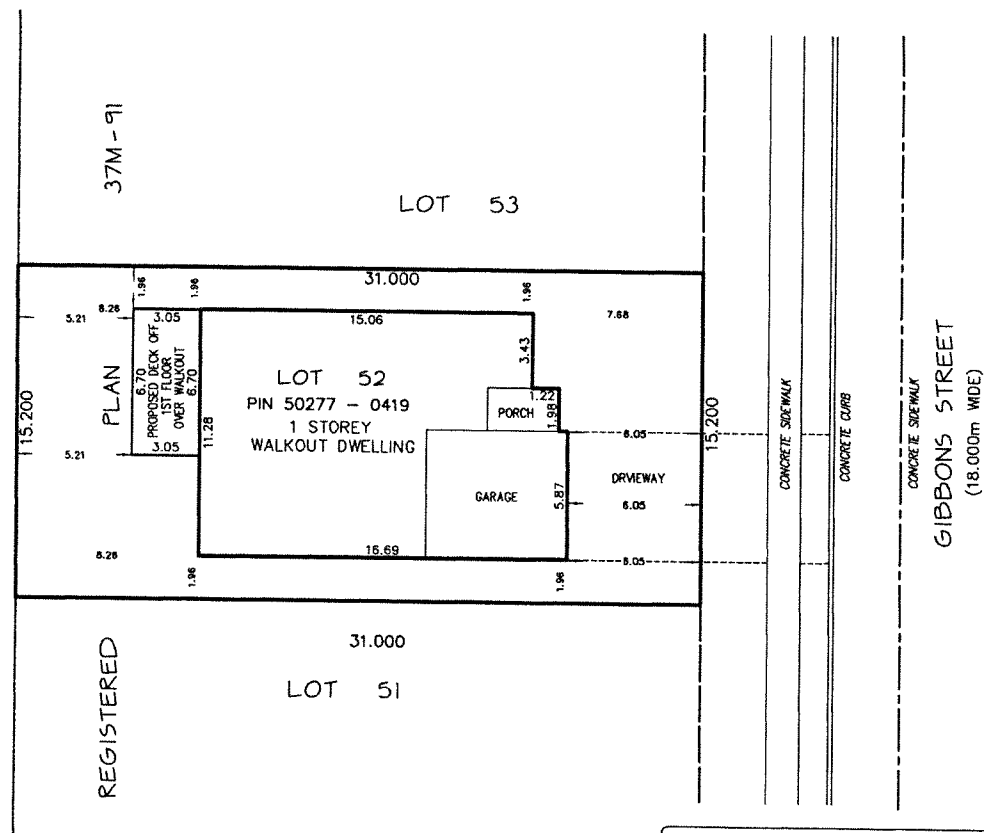 37M - 91
LOT 53
31.000
1.96
1.96
1.96
8.26
5.21
3.05
15.06
7.68
3.43
15.200
PLAN
6.70
PROPOSED DECK OFF
1ST FLOOR
OVER WALKOUT
6.70
3.05
5.21
11.28
LOT 52
PIN 50277 - 0419
1 STOREY
WALKOUT DWELLING
1.22
PORCH
1.98
GARAGE
5.87
6.05
DRVIEWAY
6.05
6.05
15.200
8.26
16.69
1.96
1.96
31.000
LOT 51
REGISTERED
CONCRETE SIDEWALK
CONCRETE CURB
CONCRETE SIDEWALK
GIBBONS STREET
(18.000m WIDE)